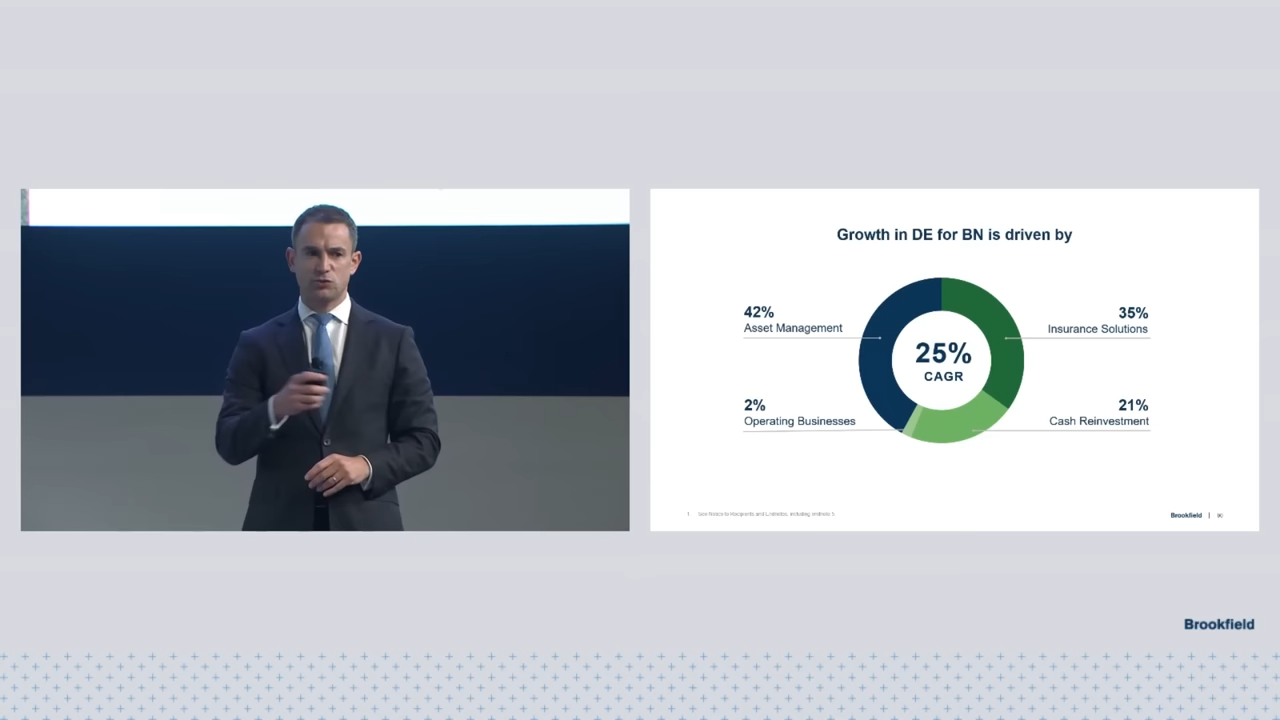 Growth in DE for BN is driven by
42%
Asset Management
35%
Insurance Solutions
25%
CAGR
2%
Operating Businesses
21%
Cash Reinvestment
Brookfield |
Brookfield